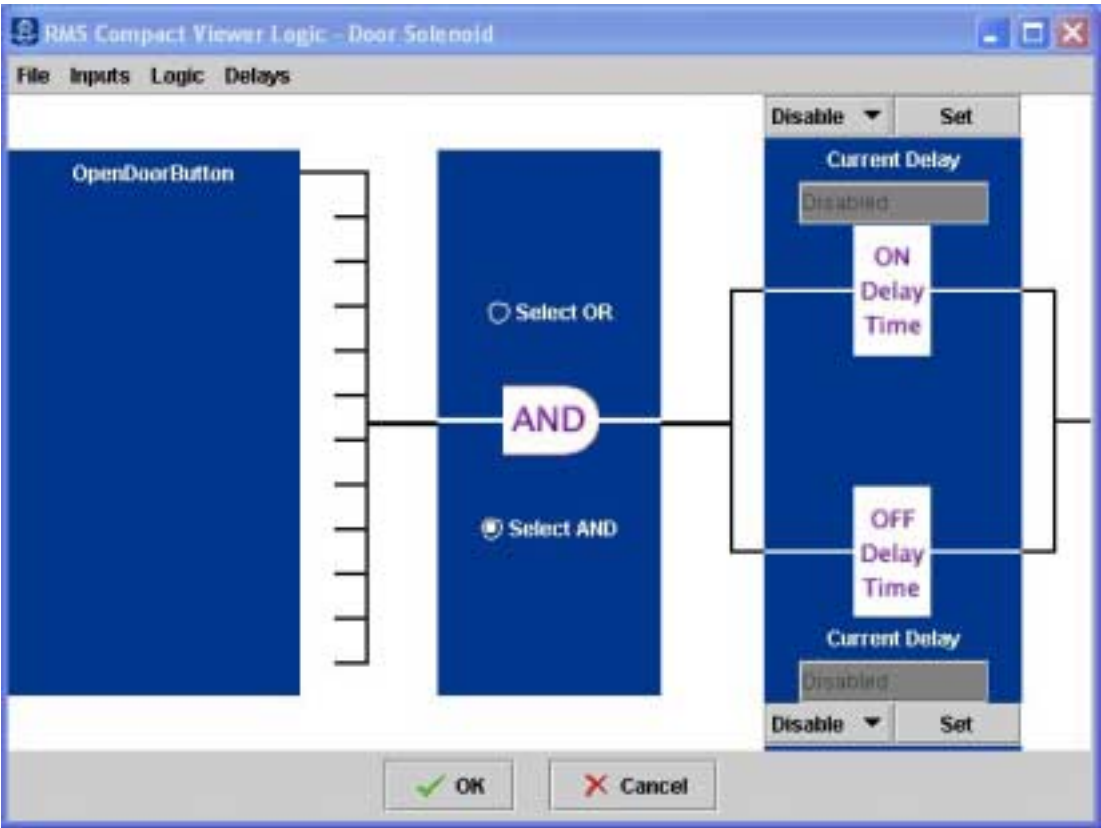 RMS Compact Viewer Logic - Door Solenoid
File Inputs Logic Delays
Disable Set
OpenDoorButton
Current Delay
Disabled
ON
Delay
Time
Select OR
AND
Select AND
OFF
Delay
Time
Current Delay
Disabled
Disable Set
OK Cancel